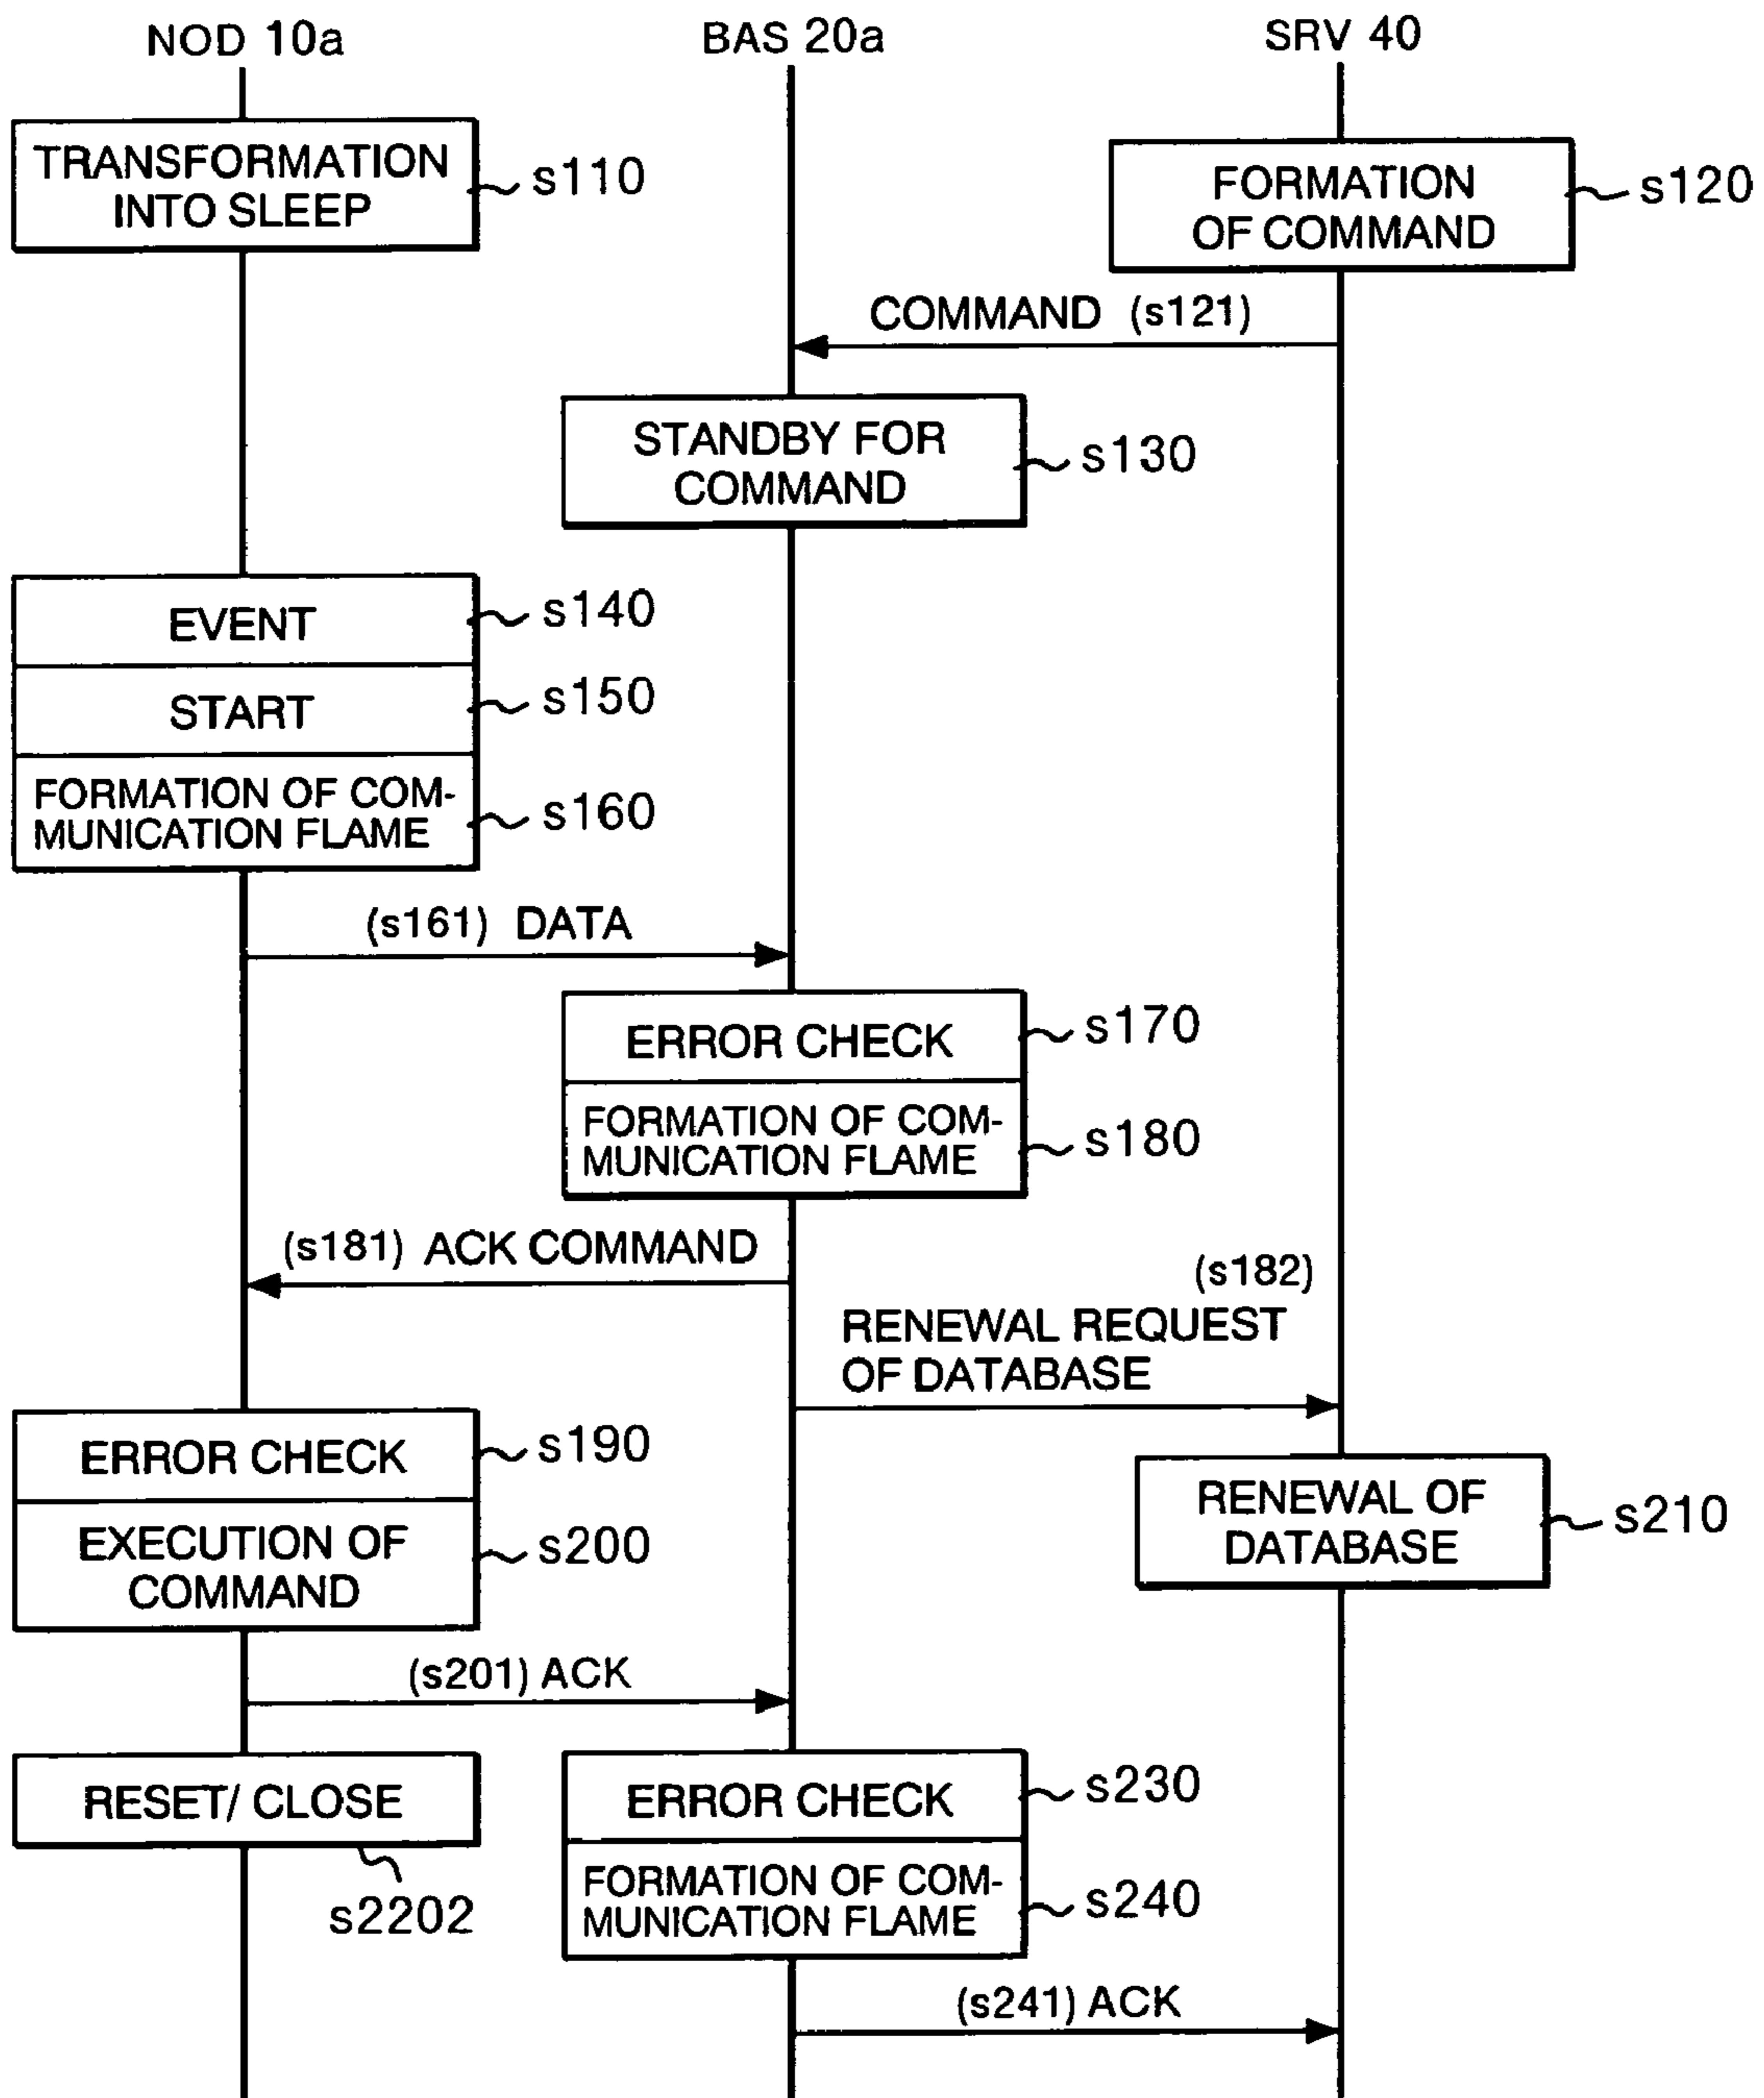 NOD 10a
BAS 20a
SRV 40
TRANSFORMATION
INTO SLEEP
s110
FORMATION
OF COMMAND
s120
COMMAND (s121)
STANDBY FOR
COMMAND
s130
EVENT
s140
START
s150
FORMATION OF COM-
MUNICATION FLAME
s160
(s161) DATA
ERROR CHECK
s170
FORMATION OF COM-
MUNICATION FLAME
s180
(s181) ACK COMMAND
(s182)
RENEWAL REQUEST
OF DATABASE
ERROR CHECK
s190
EXECUTION OF
COMMAND
s200
RENEWAL OF
DATABASE
s210
(s201) ACK
RESET/ CLOSE
s2202
ERROR CHECK
s230
FORMATION OF COM-
MUNICATION FLAME
s240
(s241) ACK